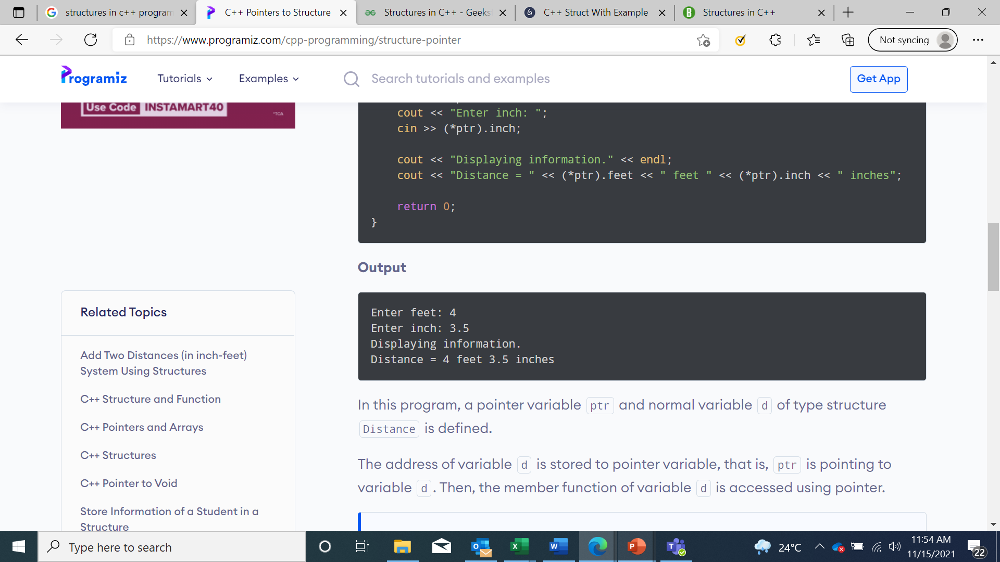 structures in c++ program
C++ Pointers to Structure
Structures in C++ - Geeks
C++ Struct With Example
Structures in C++
https://www.programiz.com/cpp-programming/structure-pointer
Not syncing
Programiz
Tutorials
Examples
Search tutorials and examples
Get App
Use Code INSTAMART40
*TCA
cout << "Enter inch: ";
cin >> (*ptr).inch;
cout << "Displaying information." << endl;
cout << "Distance = " << (*ptr).feet << " feet " << (*ptr).inch << " inches";
return 0;
}
Output
Enter feet: 4
Enter inch: 3.5
Displaying information.
Distance = 4 feet 3.5 inches
In this program, a pointer variable ptr and normal variable d of type structure
Distance is defined.
The address of variable d is stored to pointer variable, that is, ptr is pointing to
variable d. Then, the member function of variable d is accessed using pointer.
Related Topics
Add Two Distances (in inch-feet)
System Using Structures
C++ Structure and Function
C++ Pointers and Arrays
C++ Structures
C++ Pointer to Void
Store Information of a Student in a
Structure
Type here to search
24°C
11:54 AM
11/15/2021
22